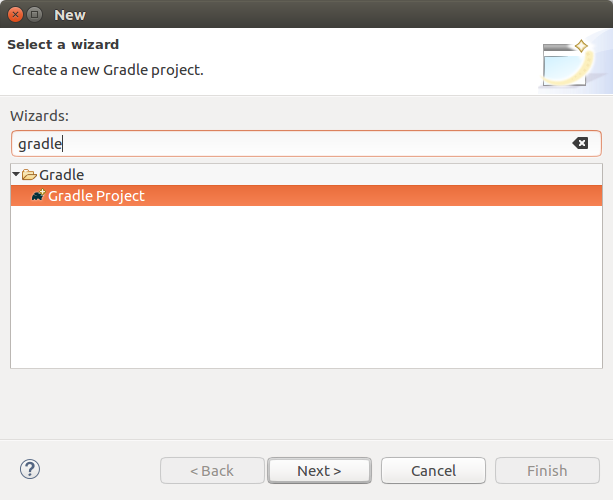 New
Select a wizard
Create a new Gradle project.
Wizards:
gradle
Gradle
Gradle Project
< Back Next > Cancel Finish